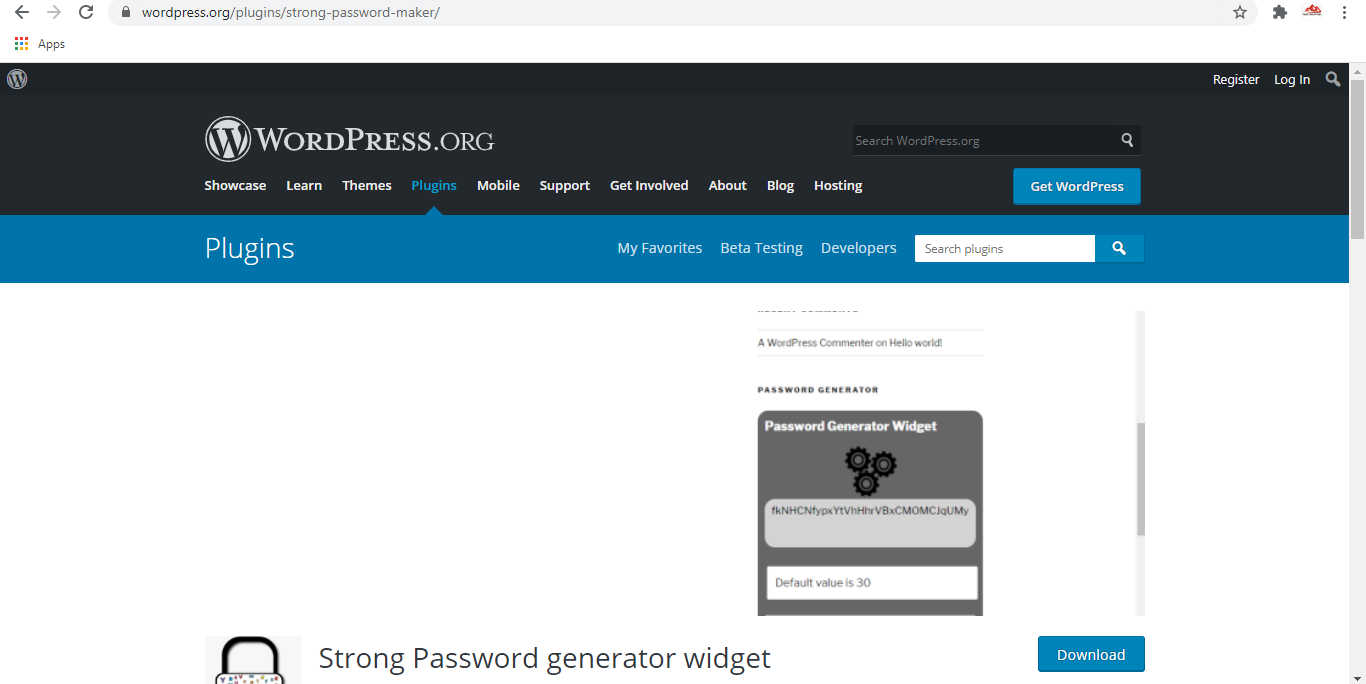 wordpress.org/plugins/strong-password-maker/
Apps
Register Log In
WORDPRESS.ORG
Search WordPress.org
Showcase Learn Themes Plugins Mobile Support Get Involved About Blog Hosting
Get WordPress
Plugins
My Favorites Beta Testing Developers
Search plugins
A WordPress Commenter on Hello world!
PASSWORD GENERATOR
Password Generator Widget
fkNHCNfypxYtVhHhrVBxCMOMCJqUMy
Default value is 30
Strong Password generator widget
Download